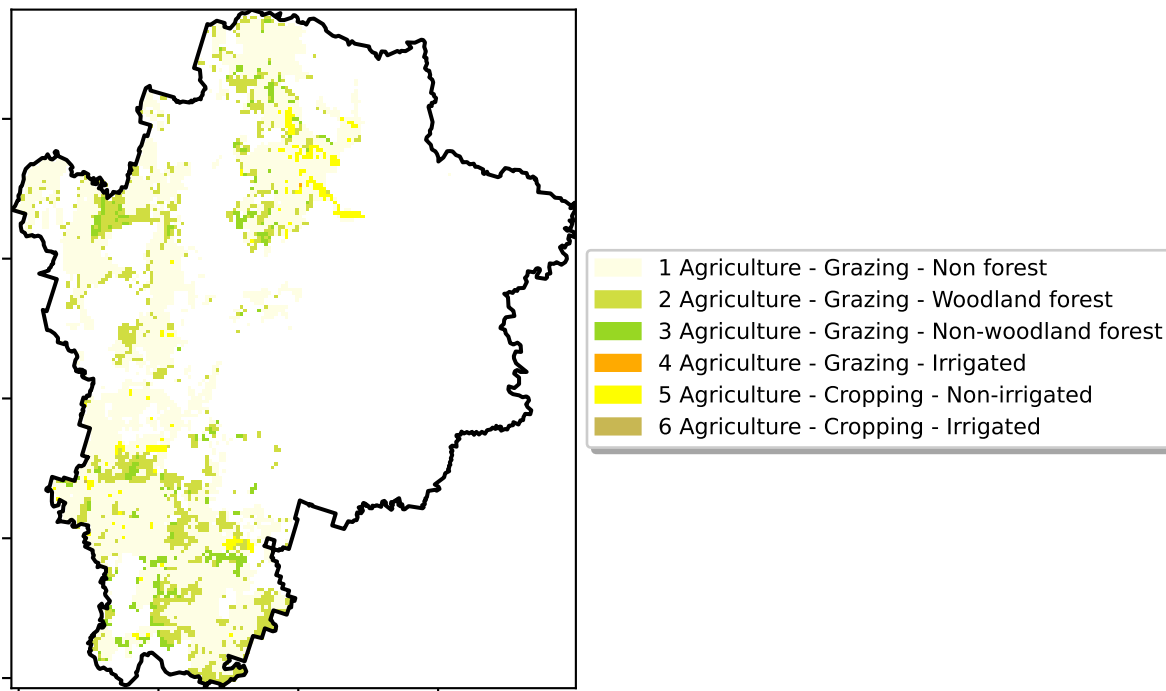 1 Agriculture - Grazing - Non forest
2 Agriculture - Grazing - Woodland forest
3 Agriculture - Grazing - Non-woodland forest
4 Agriculture - Grazing - Irrigated
5 Agriculture - Cropping - Non-irrigated
6 Agriculture - Cropping - Irrigated